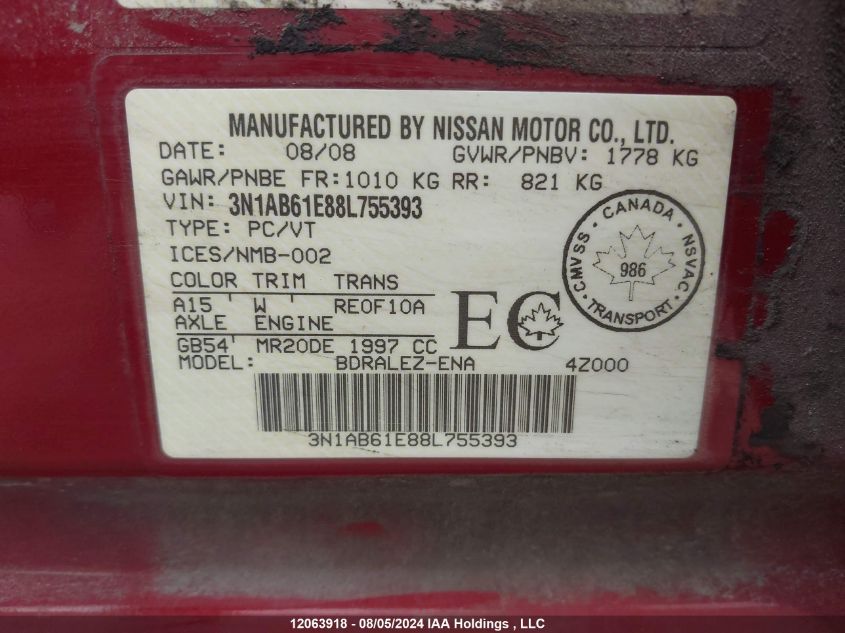 MANUFACTURED BY NISSAN MOTOR CO., LTD.
DATE: 08/08 GVWR/PNBV: 1778 KG
GAWR/PNBE FR:1010 KG RR: 821 KG
VIN: 3N1AB61E88L755393
TYPE: PC/VT
ICES/NMB-002
COLOR TRIM TRANS
A15 ' W ' RE0F10A
AXLE ENGINE
GB54' MR20DE 1997 CC
MODEL: BDRALEZ-ENA 4Z000
EC
CMVSS · CANADA · NSVAC
986
· TRANSPORT ·
3N1AB61E88L755393
12063918 - 08/05/2024 IAA Holdings , LLC